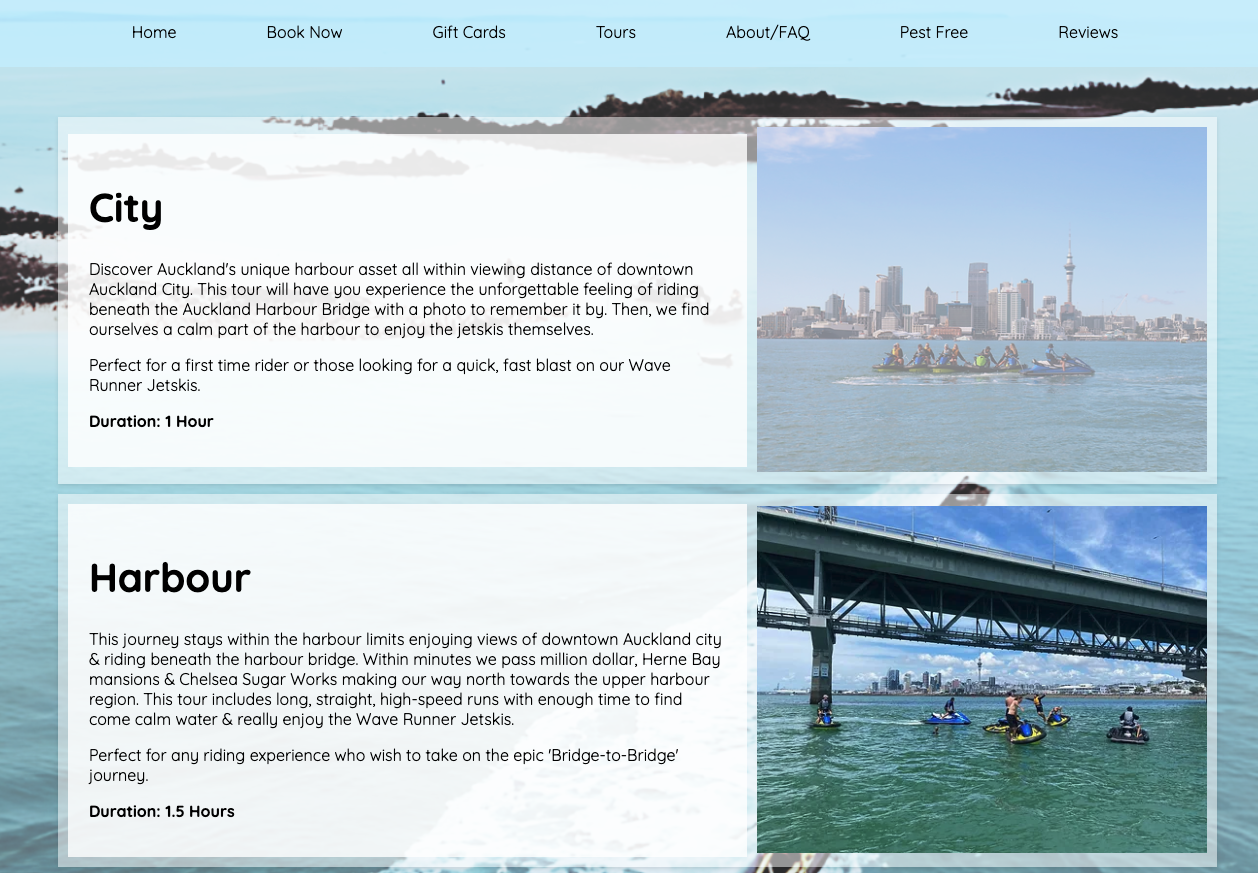 Home Book Now Gift Cards Tours About/FAQ Pest Free Reviews
City
Discover Auckland's unique harbour asset all within viewing distance of downtown
Auckland City. This tour will have you experience the unforgettable feeling of riding
beneath the Auckland Harbour Bridge with a photo to remember it by. Then, we find
ourselves a calm part of the harbour to enjoy the jetskis themselves.
Perfect for a first time rider or those looking for a quick, fast blast on our Wave
Runner Jetskis.
Duration: 1 Hour
Harbour
This journey stays within the harbour limits enjoying views of downtown Auckland city
& riding beneath the harbour bridge. Within minutes we pass million dollar, Herne Bay
mansions & Chelsea Sugar Works making our way north towards the upper harbour
region. This tour includes long, straight, high-speed runs with enough time to find
come calm water & really enjoy the Wave Runner Jetskis.
Perfect for any riding experience who wish to take on the epic 'Bridge-to-Bridge'
journey.
Duration: 1.5 Hours